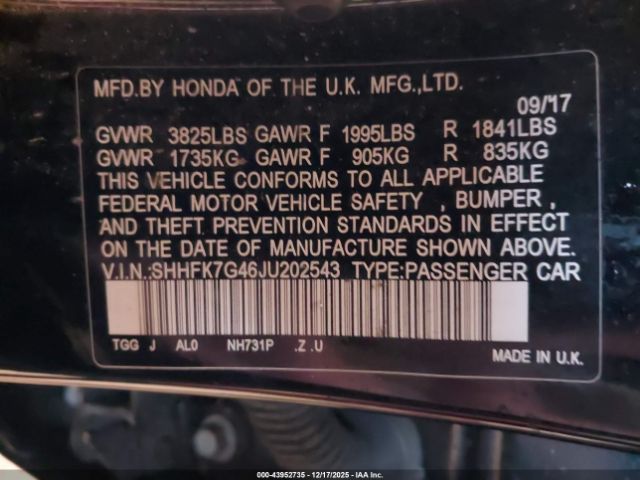 MFD.BY HONDA OF THE U.K. MFG.,LTD.
09/17
GVWR 3825LBS GAWR F 1995LBS R 1841LBS
GVWR 1735KG GAWR F 905KG R 835KG
THIS VEHICLE CONFORMS TO ALL APPLICABLE
FEDERAL MOTOR VEHICLE SAFETY , BUMPER ,
AND THEFT PREVENTION STANDARDS IN EFFECT
ON THE DATE OF MANUFACTURE SHOWN ABOVE.
V.I.N.:SHHFK7G46JU202543 TYPE:PASSENGER CAR
TGG J AL0 NH731P .Z .U
MADE IN U.K.
000-43952735 — 12/17/2025 — IAA Inc.